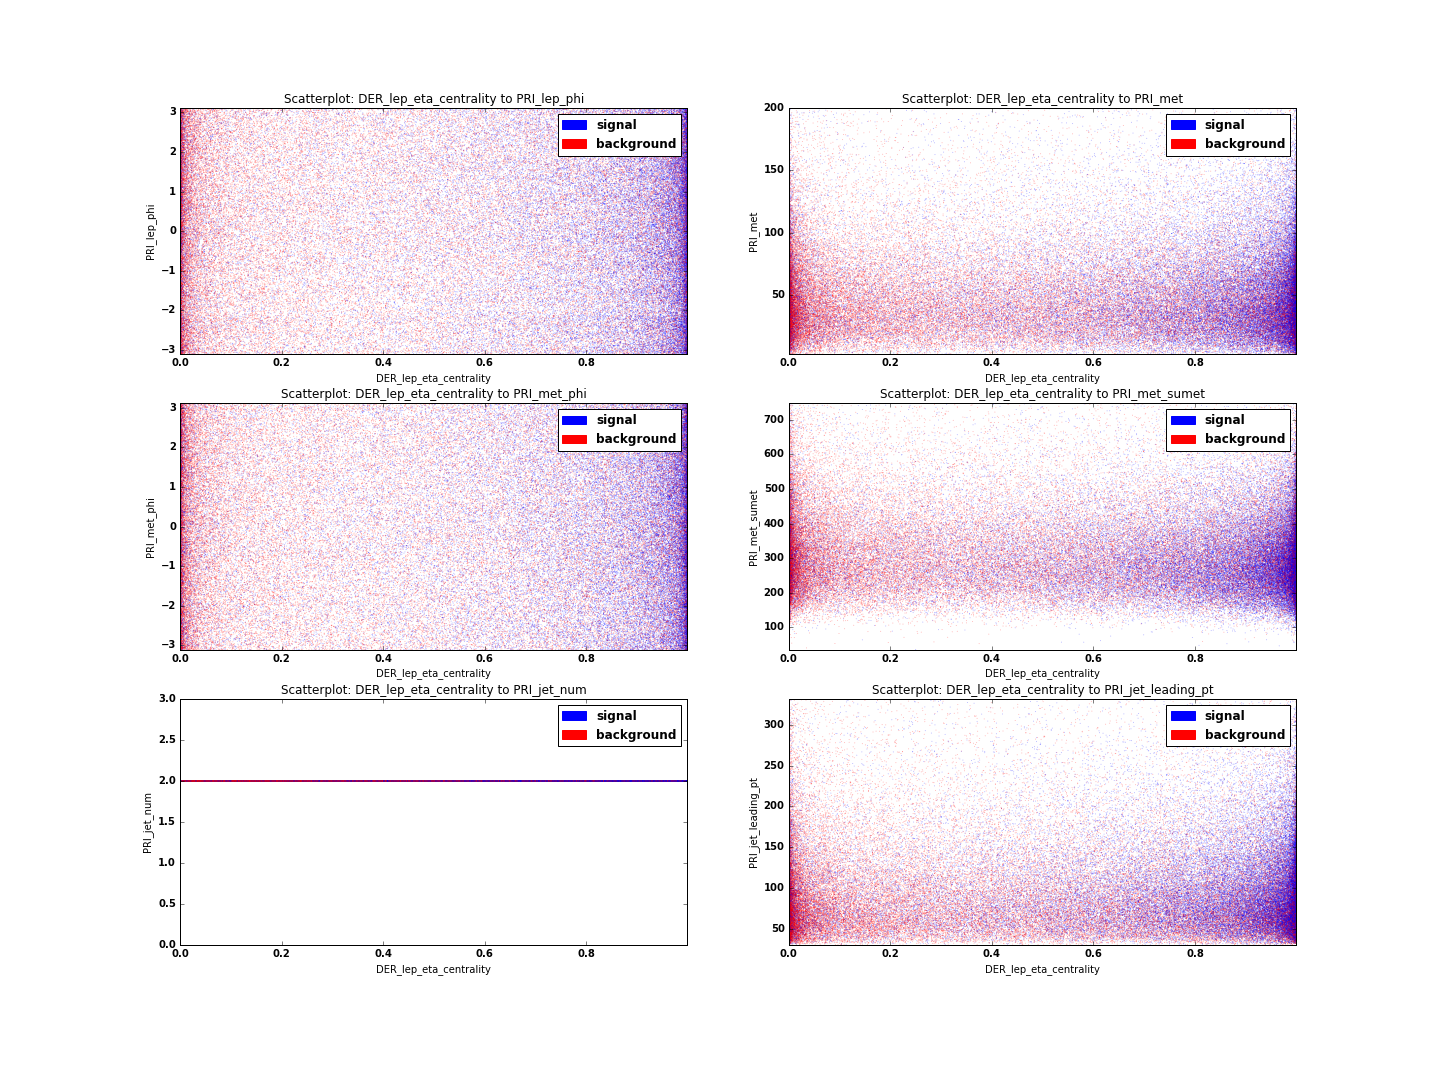 Scatterplot: DER_lep_eta_centrality to PRI_lep_phi
3
2
1
0
−1
−2
−3
PRI_lep_phi
signal
background
0.0 0.2 0.4 0.6 0.8
DER_lep_eta_centrality
Scatterplot: DER_lep_eta_centrality to PRI_met
200
150
100
50
PRI_met
signal
background
0.0 0.2 0.4 0.6 0.8
DER_lep_eta_centrality
Scatterplot: DER_lep_eta_centrality to PRI_met_phi
3
2
1
0
−1
−2
−3
PRI_met_phi
signal
background
0.0 0.2 0.4 0.6 0.8
DER_lep_eta_centrality
Scatterplot: DER_lep_eta_centrality to PRI_met_sumet
700
600
500
400
300
200
100
PRI_met_sumet
signal
background
0.0 0.2 0.4 0.6 0.8
DER_lep_eta_centrality
Scatterplot: DER_lep_eta_centrality to PRI_jet_num
3.0
2.5
2.0
1.5
1.0
0.5
0.0
PRI_jet_num
signal
background
0.0 0.2 0.4 0.6 0.8
DER_lep_eta_centrality
Scatterplot: DER_lep_eta_centrality to PRI_jet_leading_pt
300
250
200
150
100
50
PRI_jet_leading_pt
signal
background
0.0 0.2 0.4 0.6 0.8
DER_lep_eta_centrality